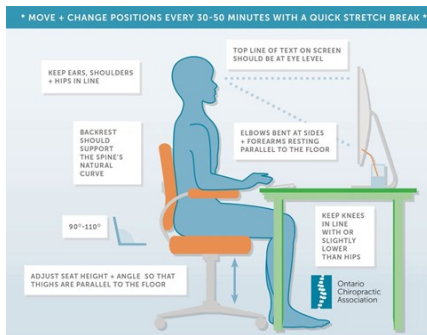 * MOVE + CHANGE POSITIONS EVERY 30-50 MINUTES WITH A QUICK STRETCH BREAK *
TOP LINE OF TEXT ON SCREEN
SHOULD BE AT EYE LEVEL
KEEP EARS, SHOULDERS
+ HIPS IN LINE
BACKREST
SHOULD
SUPPORT
THE SPINE'S
NATURAL
CURVE
ELBOWS BENT AT SIDES
+ FOREARMS RESTING
PARALLEL TO THE FLOOR
90°-110°
KEEP KNEES
IN LINE
WITH OR
SLIGHTLY
LOWER
THAN HIPS
ADJUST SEAT HEIGHT + ANGLE SO THAT
THIGHS ARE PARALLEL TO THE FLOOR
Ontario
Chiropractic
Association